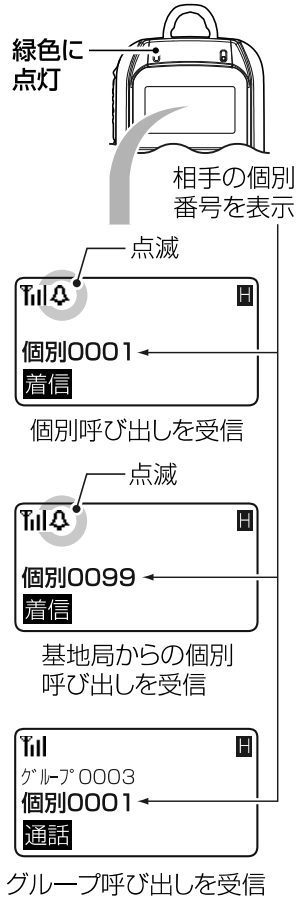 緑色に
点灯
相手の個別
番号を表示
点滅
H
個別0001
着信
個別呼び出しを受信
点滅
H
個別0099
着信
基地局からの個別
呼び出しを受信
H
ｸﾞﾙｰﾌﾟ0003
個別0001
通話
グループ呼び出しを受信